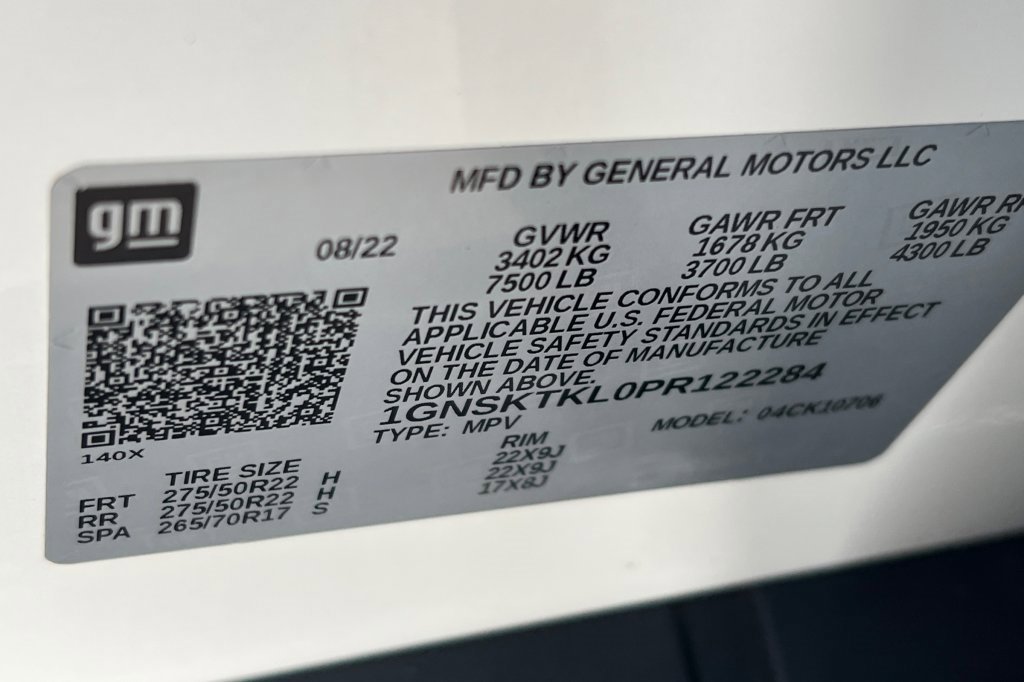 gm
MFD BY GENERAL MOTORS LLC
08/22
GVWR GAWR FRT GAWR
3402 KG 1678 KG 1950 KG
7500 LB 3700 LB 4300 LB
THIS VEHICLE CONFORMS TO ALL
APPLICABLE U.S. FEDERAL MOTOR
VEHICLE SAFETY STANDARDS IN EFFECT
ON THE DATE OF MANUFACTURE
SHOWN ABOVE.
1GNSKTKL0PR122284
TYPE: MPV MODEL: 04CK10706
140X
TIRE SIZE RIM
FRT 275/50R22 H 22X9J
RR 275/50R22 H 22X9J
SPA 265/70R17 S 17X8J